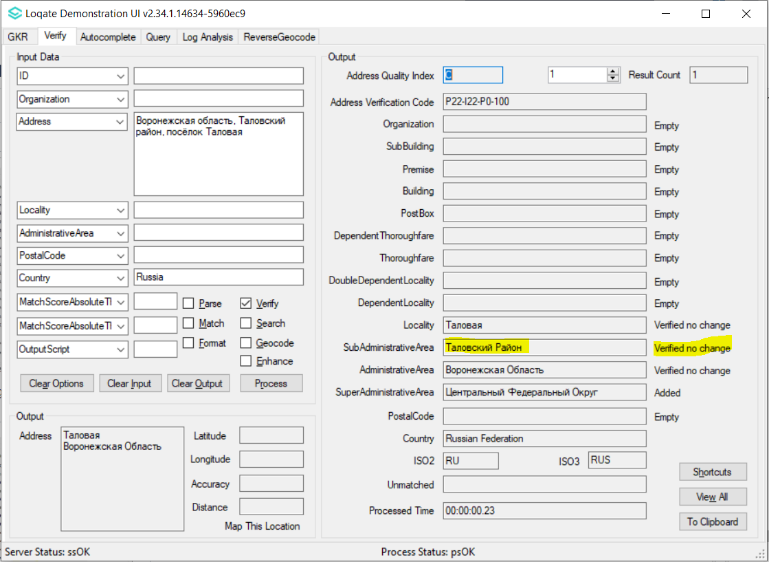 Loqate Demonstration UI v2.34.1.14634-5960ec9
GKR Verify Autocomplete Query Log Analysis ReverseGeocode
Input Data
ID
Organization
Address Воронежская область, Таловский
район, посёлок Таловая
Locality
AdministrativeArea
PostalCode
Country Russia
MatchScoreAbsoluteTl Parse Verify
MatchScoreAbsoluteTl Match Search
OutputScript Format Geocode
Enhance
Clear Options Clear Input Clear Output Process
Output
Address Таловая
Воронежская Область
Latitude
Longitude
Accuracy
Distance
Map This Location
Output
Address Quality Index C 1 Result Count 1
Address Verification Code P22-I22-P0-100
Organization Empty
SubBuilding Empty
Premise Empty
Building Empty
PostBox Empty
DependentThoroughfare Empty
Thoroughfare Empty
DoubleDependentLocality Empty
DependentLocality Empty
Locality Таловая Verified no change
SubAdministrativeArea Таловский Район Verified no change
AdministrativeArea Воронежская Область Verified no change
SuperAdministrativeArea Центральный Федеральный Округ Added
PostalCode Empty
Country Russian Federation
ISO2 RU ISO3 RUS
Unmatched
Processed Time 00:00:00.23
Shortcuts
View All
To Clipboard
Server Status: ssOK Process Status: psOK